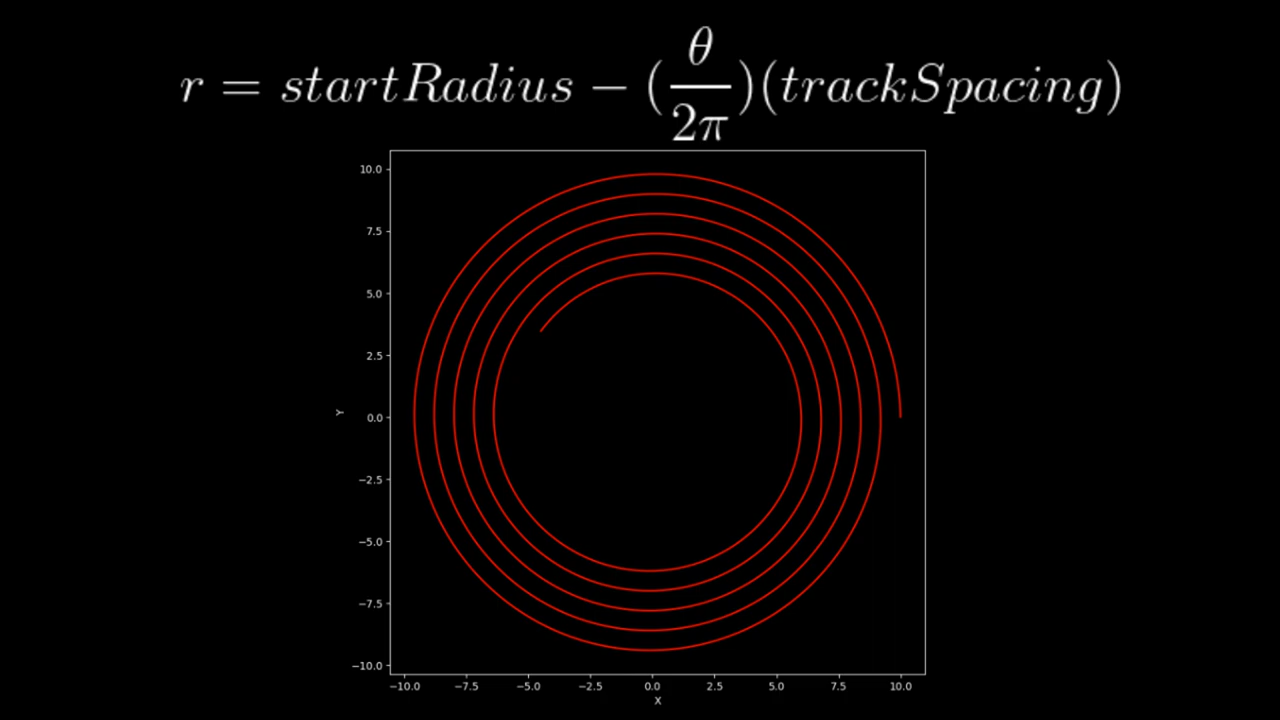 r = startRadius − (θ/2π)(trackSpacing)
10.0
7.5
5.0
2.5
Y
0.0
−2.5
−5.0
−7.5
−10.0
−10.0 −7.5 −5.0 −2.5 0.0 2.5 5.0 7.5 10.0
X